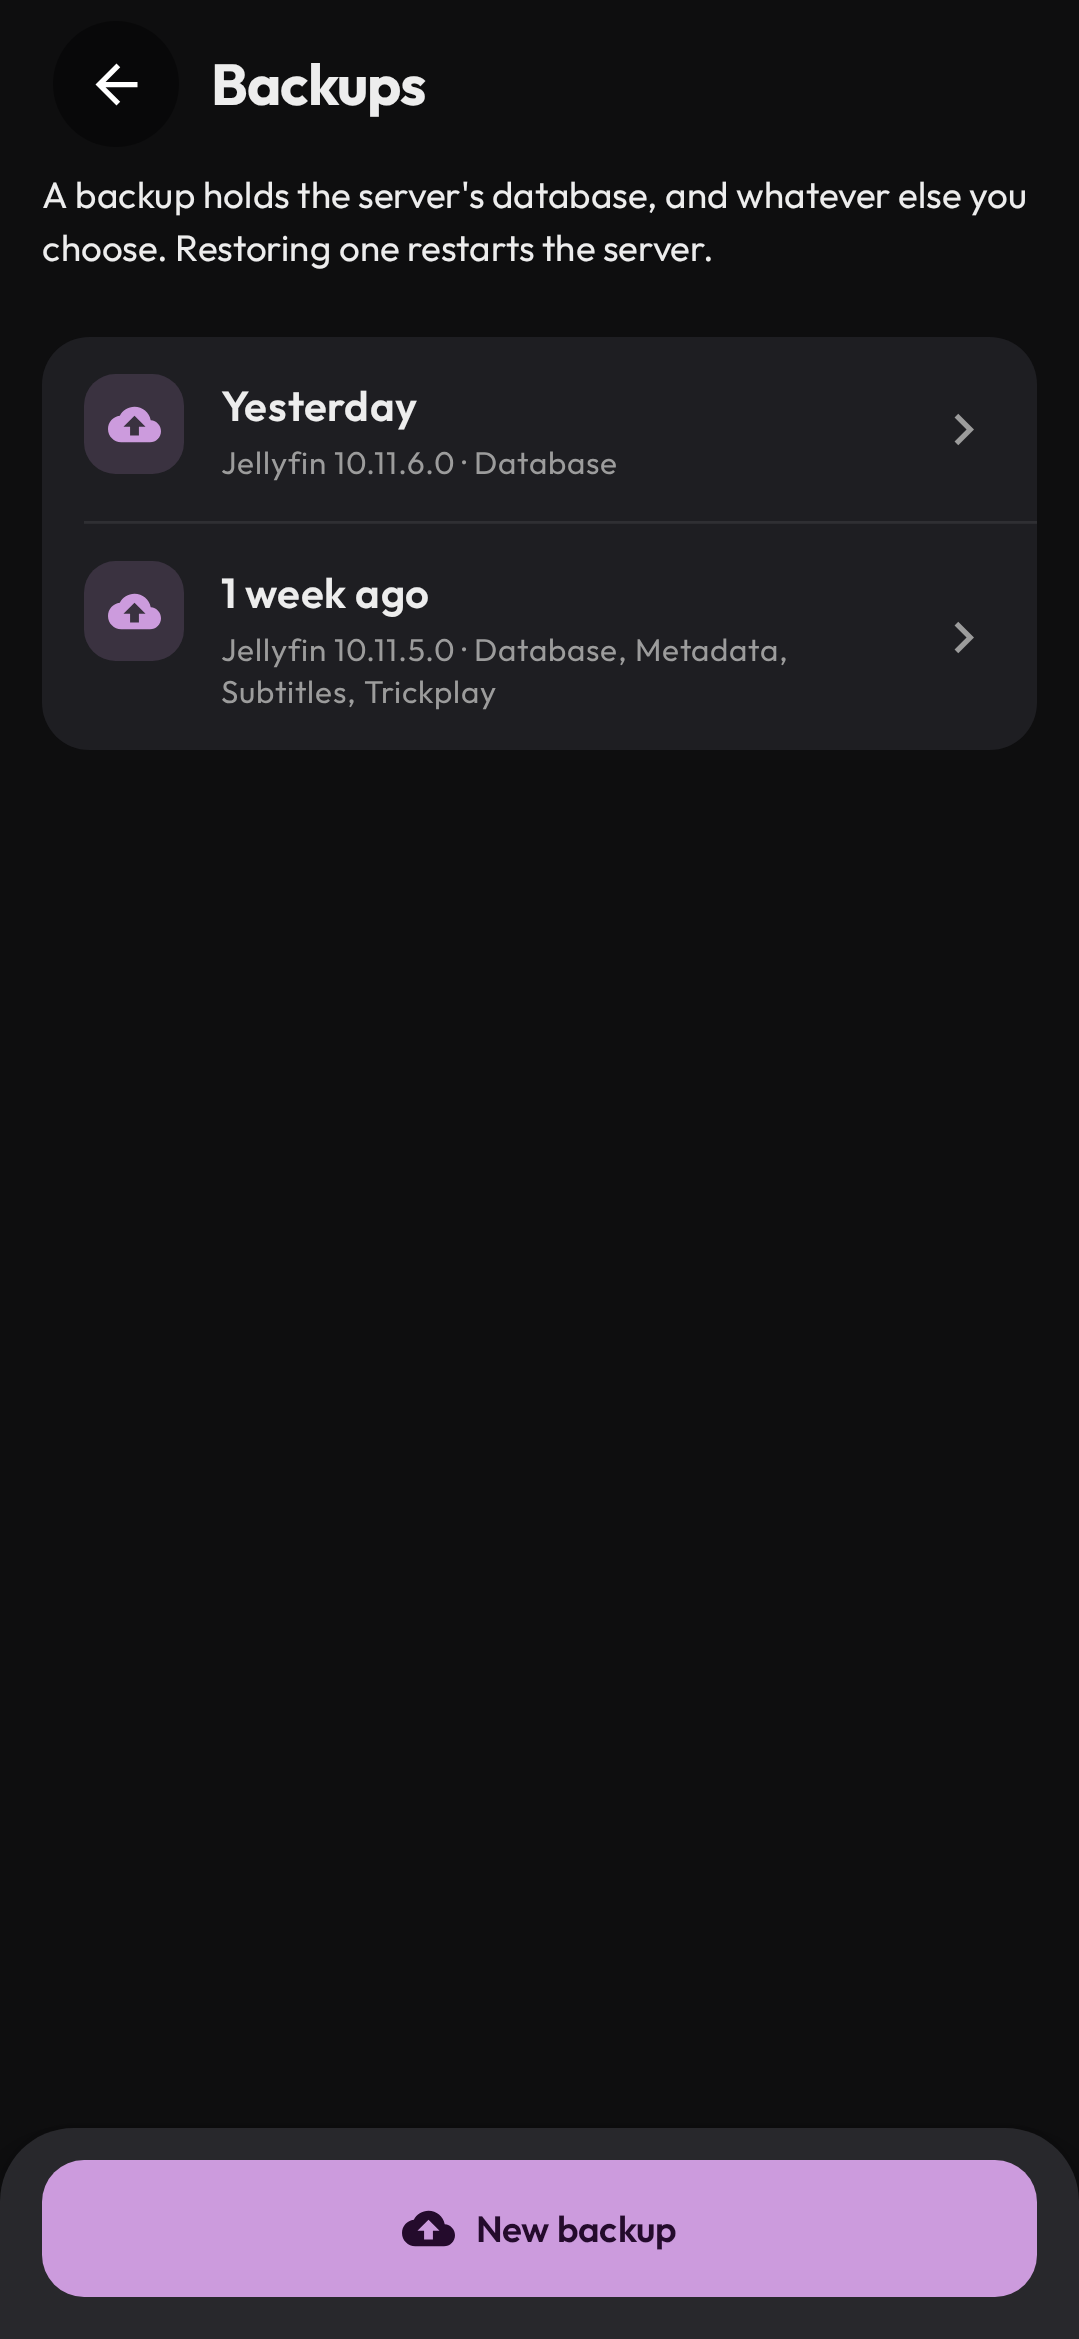 Backups
A backup holds the server's database, and whatever else you
choose. Restoring one restarts the server.
Yesterday
Jellyfin 10.11.6.0 · Database
1 week ago
Jellyfin 10.11.5.0 · Database, Metadata,
Subtitles, Trickplay
New backup